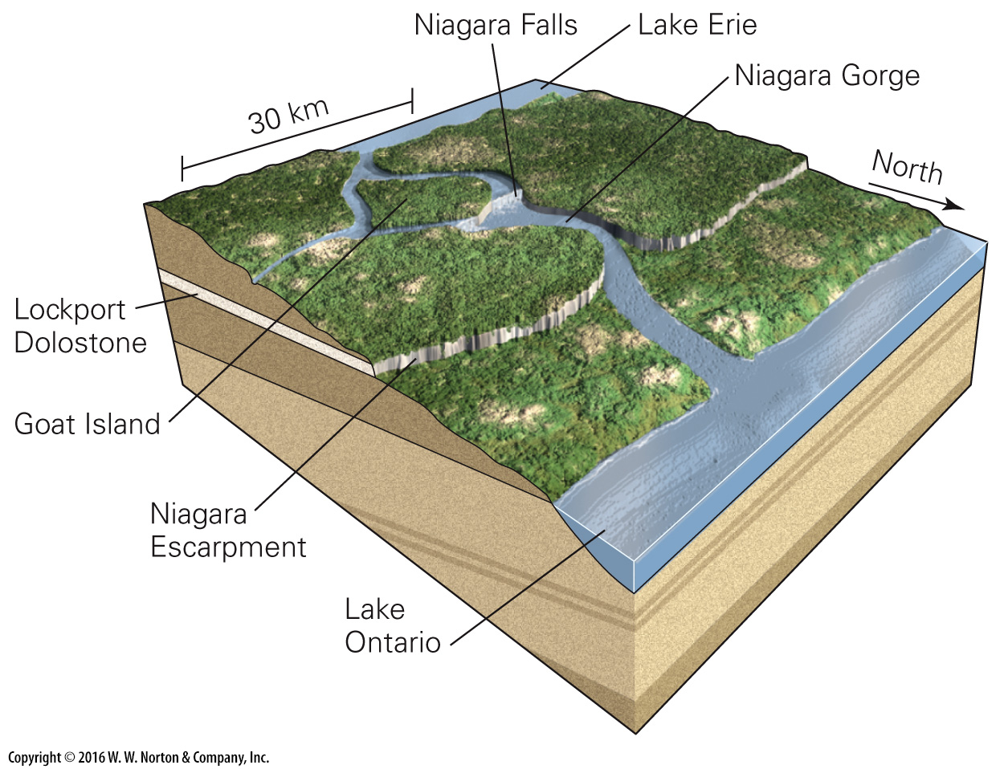 Niagara Falls
Lake Erie
Niagara Gorge
30 km
North
Lockport
Dolostone
Goat Island
Niagara
Escarpment
Lake
Ontario
Copyright © 2016 W. W. Norton & Company, Inc.